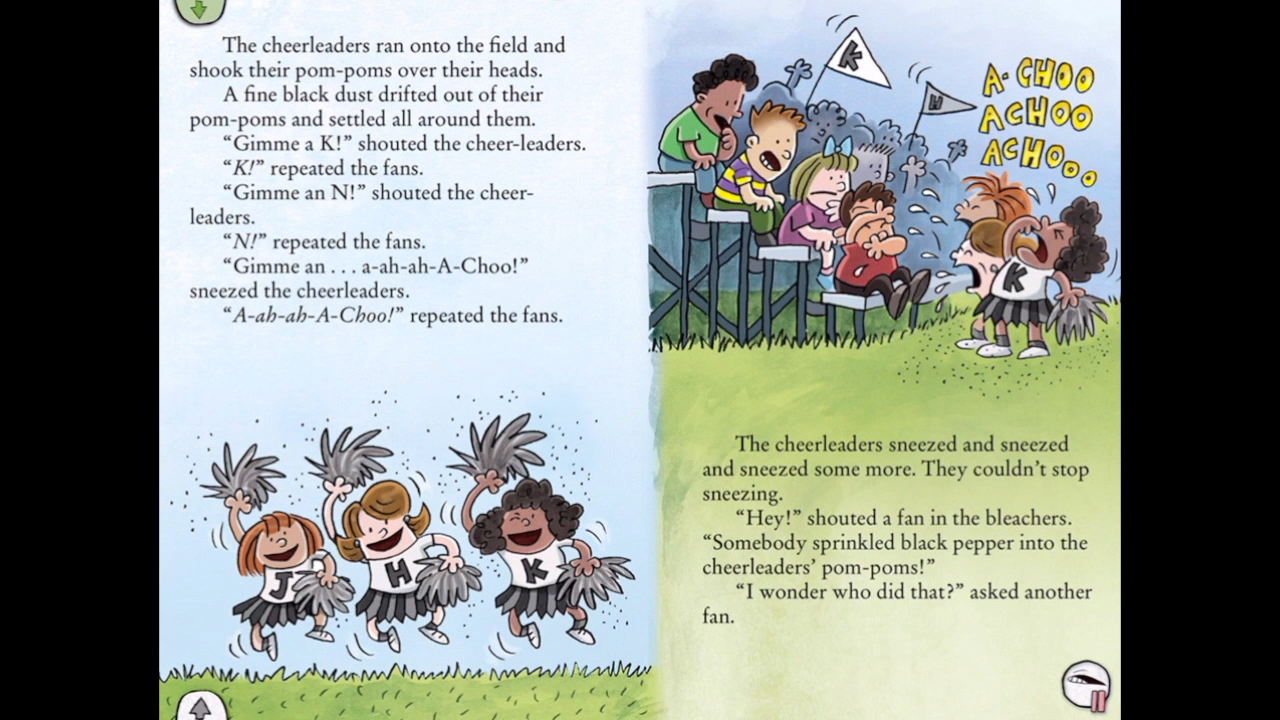 The cheerleaders ran onto the field and
shook their pom-poms over their heads.
A fine black dust drifted out of their
pom-poms and settled all around them.
“Gimme a K!” shouted the cheer-leaders.
“K!” repeated the fans.
“Gimme an N!” shouted the cheer-
leaders.
“N!” repeated the fans.
“Gimme an . . . a-ah-ah-A-Choo!”
sneezed the cheerleaders.
“A-ah-ah-A-Choo!” repeated the fans.
J
H
K
K
H
A-CHOO
ACHOO
ACHOOO
K
The cheerleaders sneezed and sneezed
and sneezed some more. They couldn’t stop
sneezing.
“Hey!” shouted a fan in the bleachers.
“Somebody sprinkled black pepper into the
cheerleaders’ pom-poms!”
“I wonder who did that?” asked another
fan.